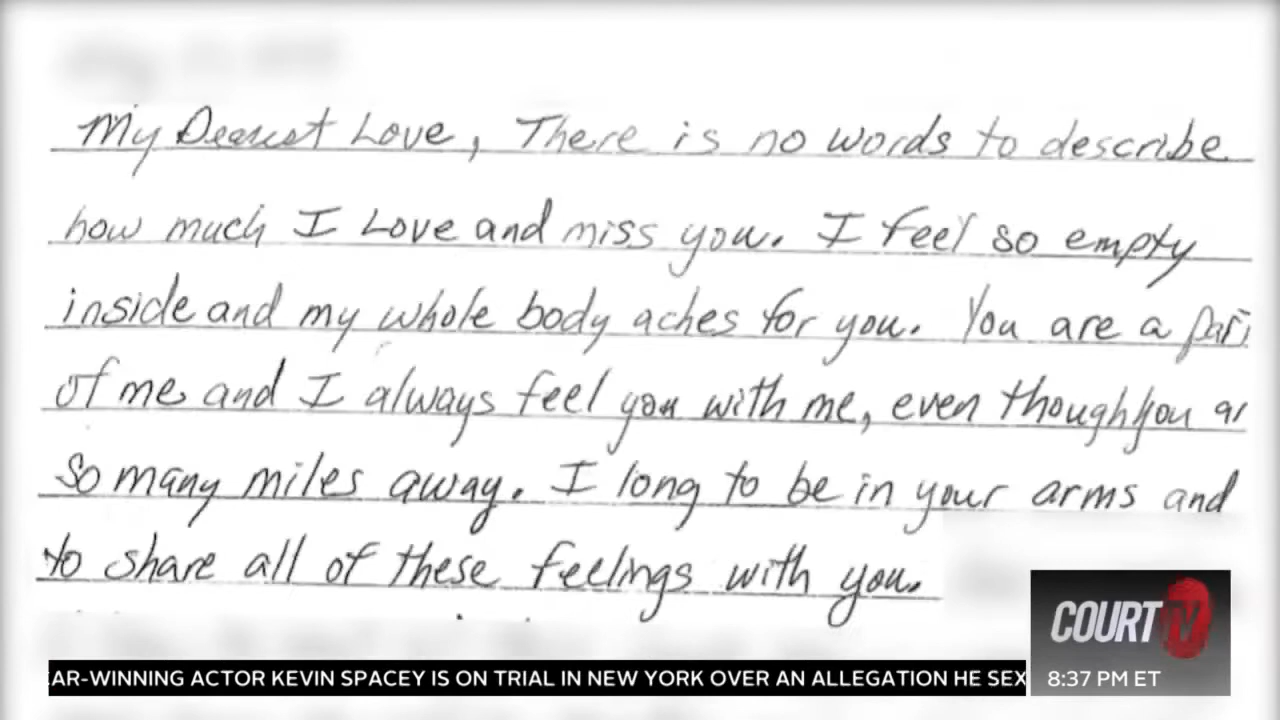 My Dearest Love, There is no words to describe
how much I Love and miss you. I feel so empty
inside and my whole body aches for you. You are a part
of me and I always feel you with me, even though you ar
so many miles away. I long to be in your arms and
to share all of these feelings with you.
COURT TV
AR-WINNING ACTOR KEVIN SPACEY IS ON TRIAL IN NEW YORK OVER AN ALLEGATION HE SEX
8:37 PM ET